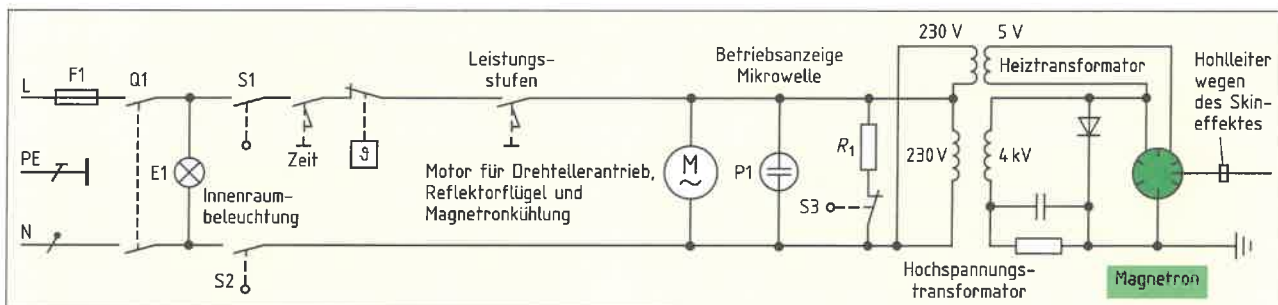 L
F1
Q1
S1
Zeit
ϑ
Leistungs-
stufen
Betriebsanzeige
Mikrowelle
230 V
5 V
Heiztransformator
Hohlleiter
wegen
des Skin-
effektes
PE
E1
Innenraum-
beleuchtung
Motor für Drehtellerantrieb,
Reflektorflügel und
Magnetronkühlung
M
~
P1
R1
S3
230 V
4 kV
N
S2
Hochspannungs-
transformator
Magnetron